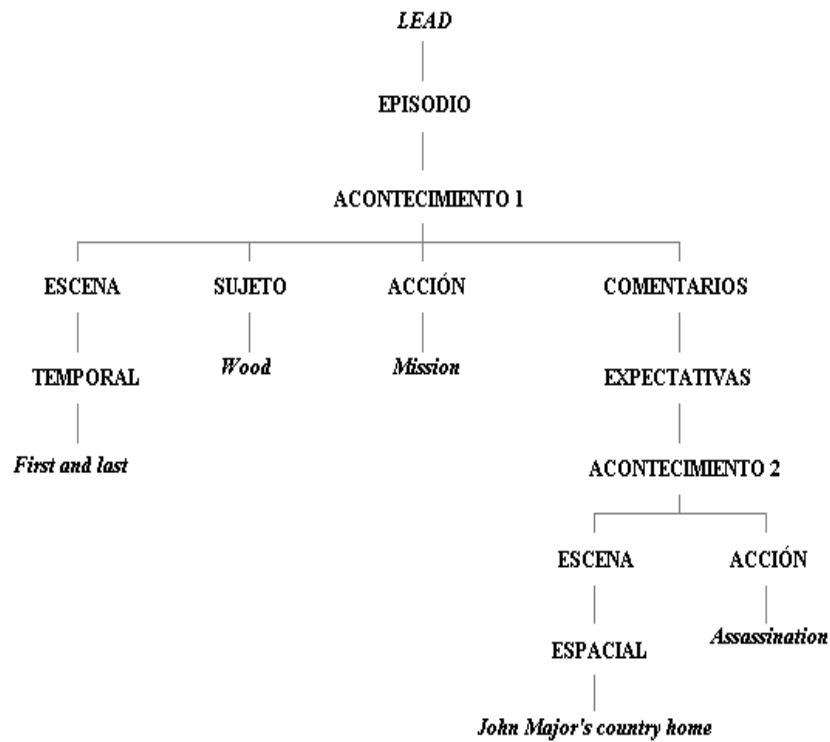 LEAD
EPISODIO
ACONTECIMIENTO 1
ESCENA SUJETO ACCIÓN COMENTARIOS
TEMPORAL Wood Mission EXPECTATIVAS
First and last ACONTECIMIENTO 2
ESCENA ACCIÓN
ESPACIAL Assassination
John Major's country home